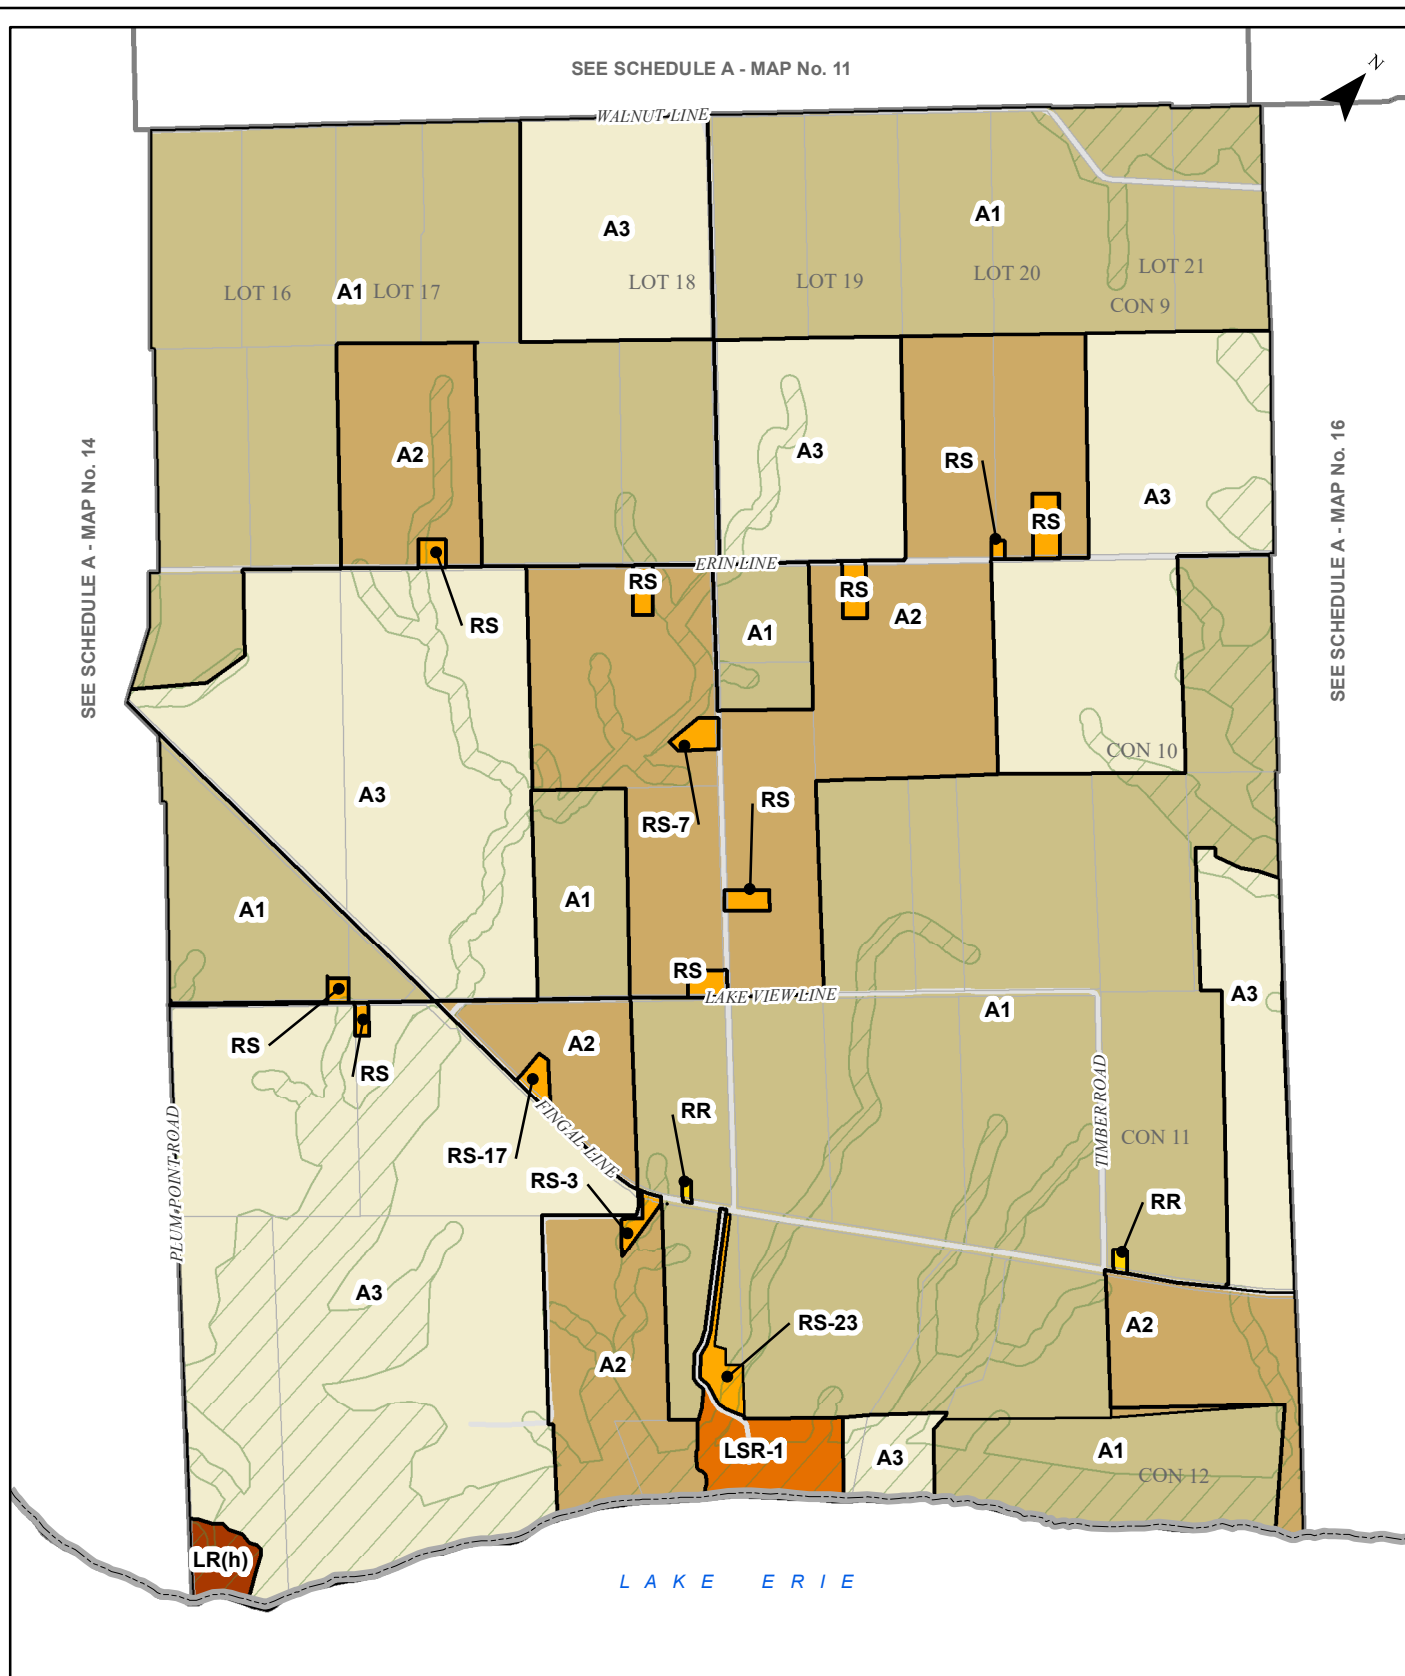 SEE SCHEDULE A - MAP No. 11
N
WALNUT LINE
A3
A1
LOT 16
A1
LOT 17
LOT 18
LOT 19
LOT 20
LOT 21
CON 9
SEE SCHEDULE A - MAP No. 14
SEE SCHEDULE A - MAP No. 16
A2
A3
RS
A3
RS
ERIN LINE
RS
RS
RS
A1
A2
CON 10
A3
RS-7
RS
A1
A1
RS
LAKE VIEW LINE
A3
A1
RS
RS
A2
PLUM POINT ROAD
FINGAL LINE
TIMBER ROAD
RR
CON 11
RS-17
RS-3
RR
A3
RS-23
A2
A2
LSR-1
A3
A1
CON 12
LR(h)
LAKE ERIE